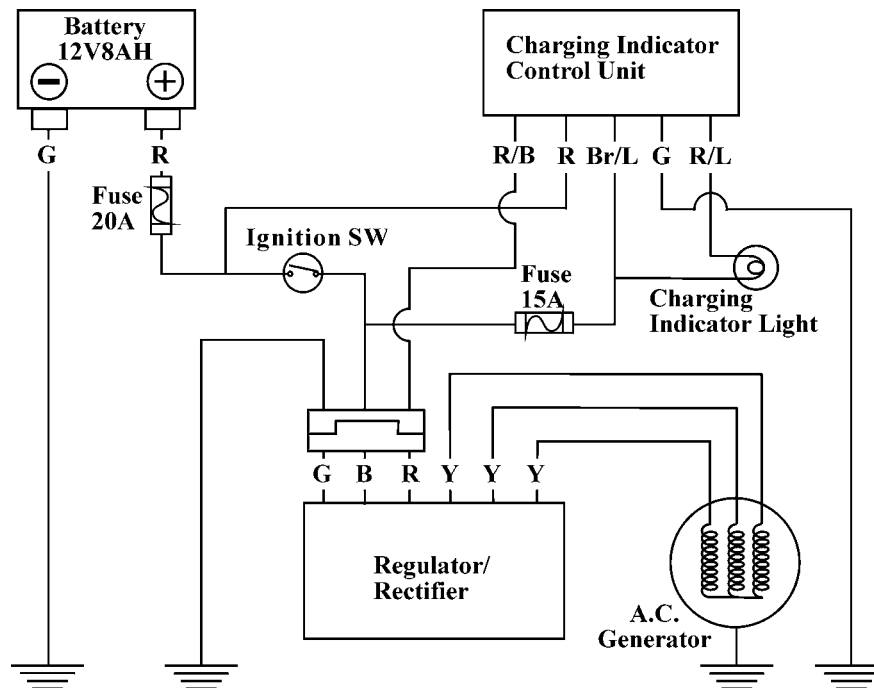 Battery
12V8AH
Charging Indicator
Control Unit
G
R
R/B
R
Br/L
G
R/L
Fuse
20A
Ignition SW
Fuse
15A
Charging
Indicator Light
G
B
R
Y
Y
Y
Regulator/
Rectifier
A.C.
Generator